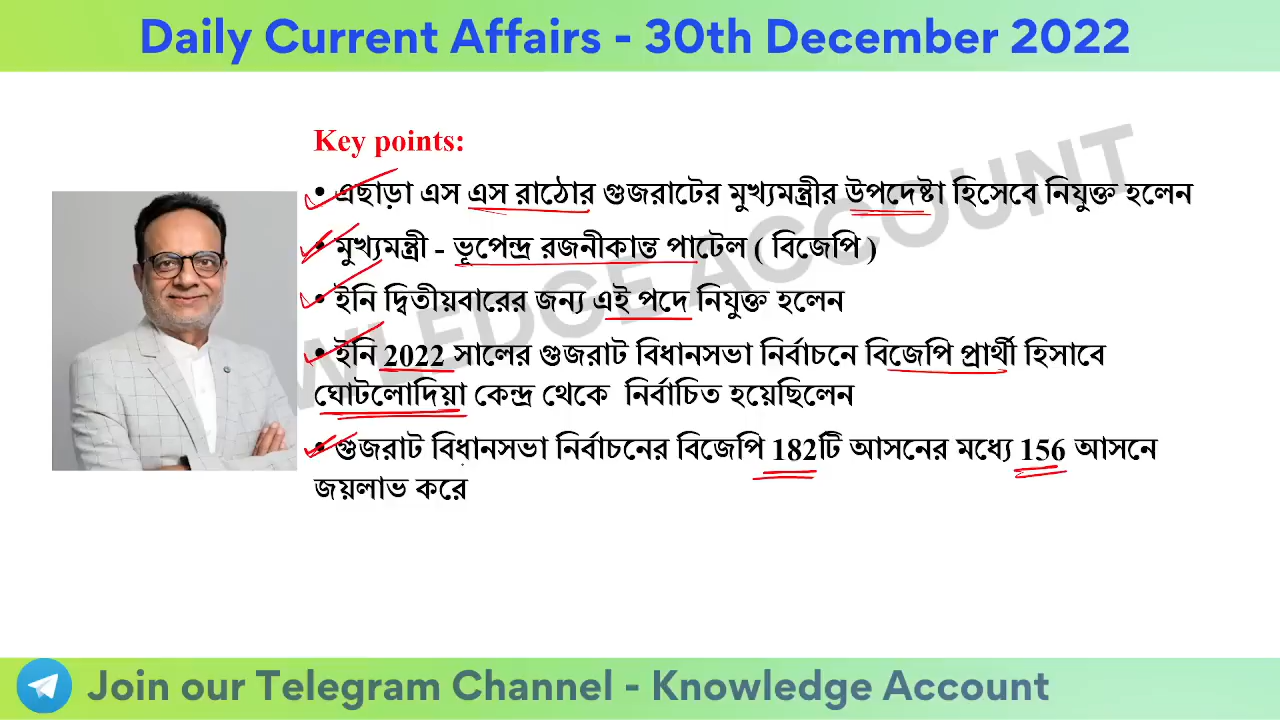 Daily Current Affairs - 30th December 2022
Key points:
• এছাড়া এস এস রাঠোর গুজরাটের মুখ্যমন্ত্রীর উপদেষ্টা হিসেবে নিযুক্ত হলেন
• মুখ্যমন্ত্রী - ভূপেন্দ্র রজনীকান্ত পাটেল ( বিজেপি )
• ইনি দ্বিতীয়বারের জন্য এই পদে নিযুক্ত হলেন
• ইনি 2022 সালের গুজরাট বিধানসভা নির্বাচনে বিজেপি প্রার্থী হিসাবে
ঘোটলোদিয়া কেন্দ্র থেকে নির্বাচিত হয়েছিলেন
• গুজরাট বিধানসভা নির্বাচনের বিজেপি 182টি আসনের মধ্যে 156 আসনে
জয়লাভ করে
WLEDGE ACCOUNT
Join our Telegram Channel - Knowledge Account